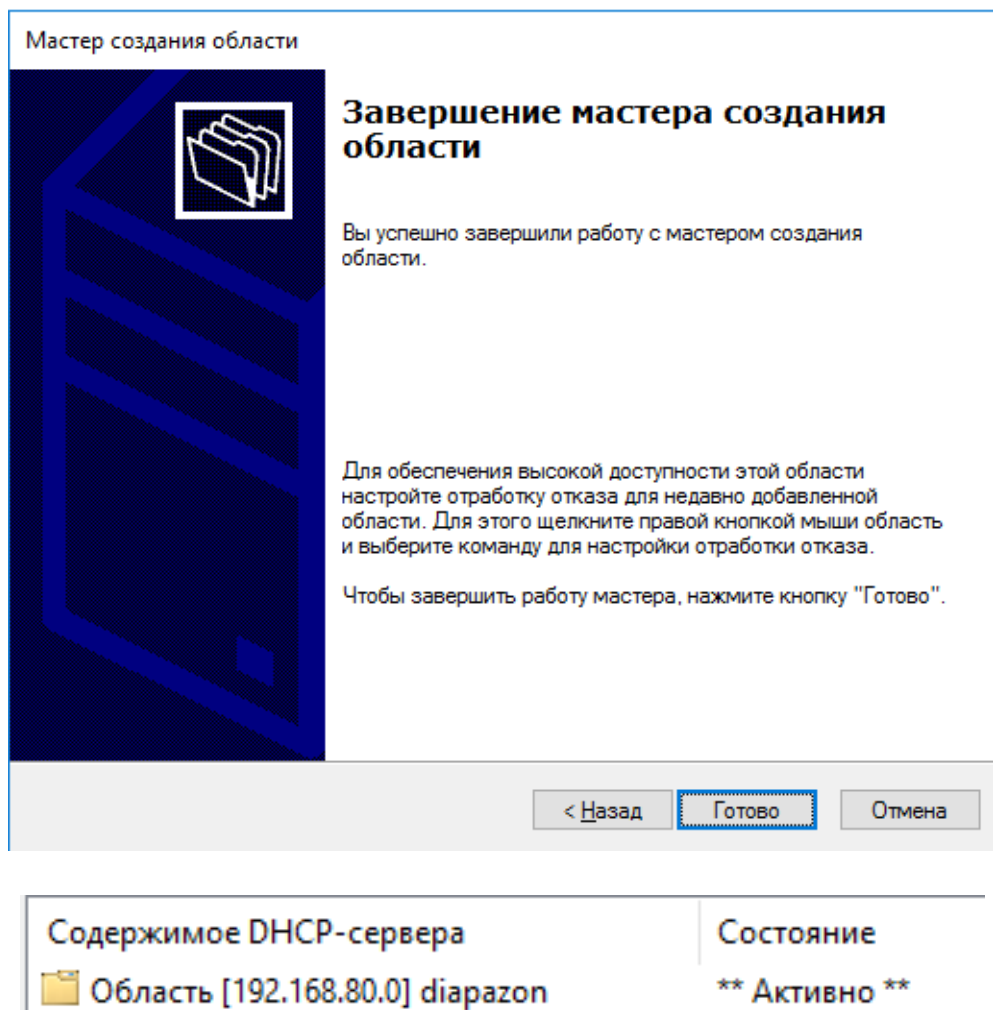 Мастер создания области
Завершение мастера создания
области
Вы успешно завершили работу с мастером создания
области.
Для обеспечения высокой доступности этой области
настройте отработку отказа для недавно добавленной
области. Для этого щелкните правой кнопкой мыши область
и выберите команду для настройки отработки отказа.
Чтобы завершить работу мастера, нажмите кнопку "Готово".
< Назад Готово Отмена
Содержимое DHCP-сервера Состояние
Область [192.168.80.0] diapazon ** Активно **